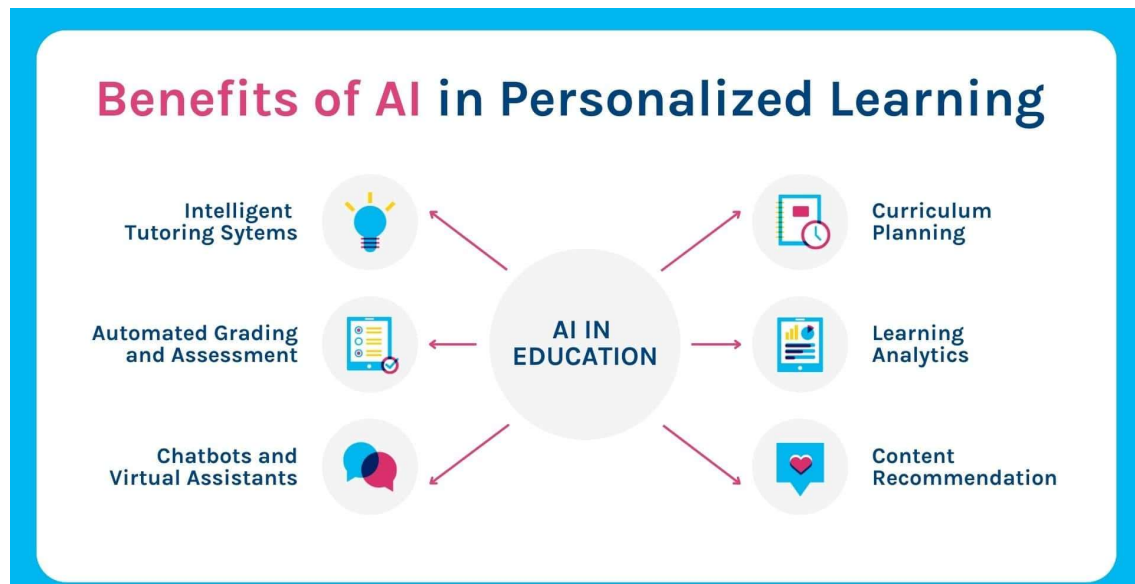 Benefits of AI in Personalized Learning
Intelligent
Tutoring Sytems
Automated Grading
and Assessment
Chatbots and
Virtual Assistants
AI IN
EDUCATION
Curriculum
Planning
Learning
Analytics
Content
Recommendation